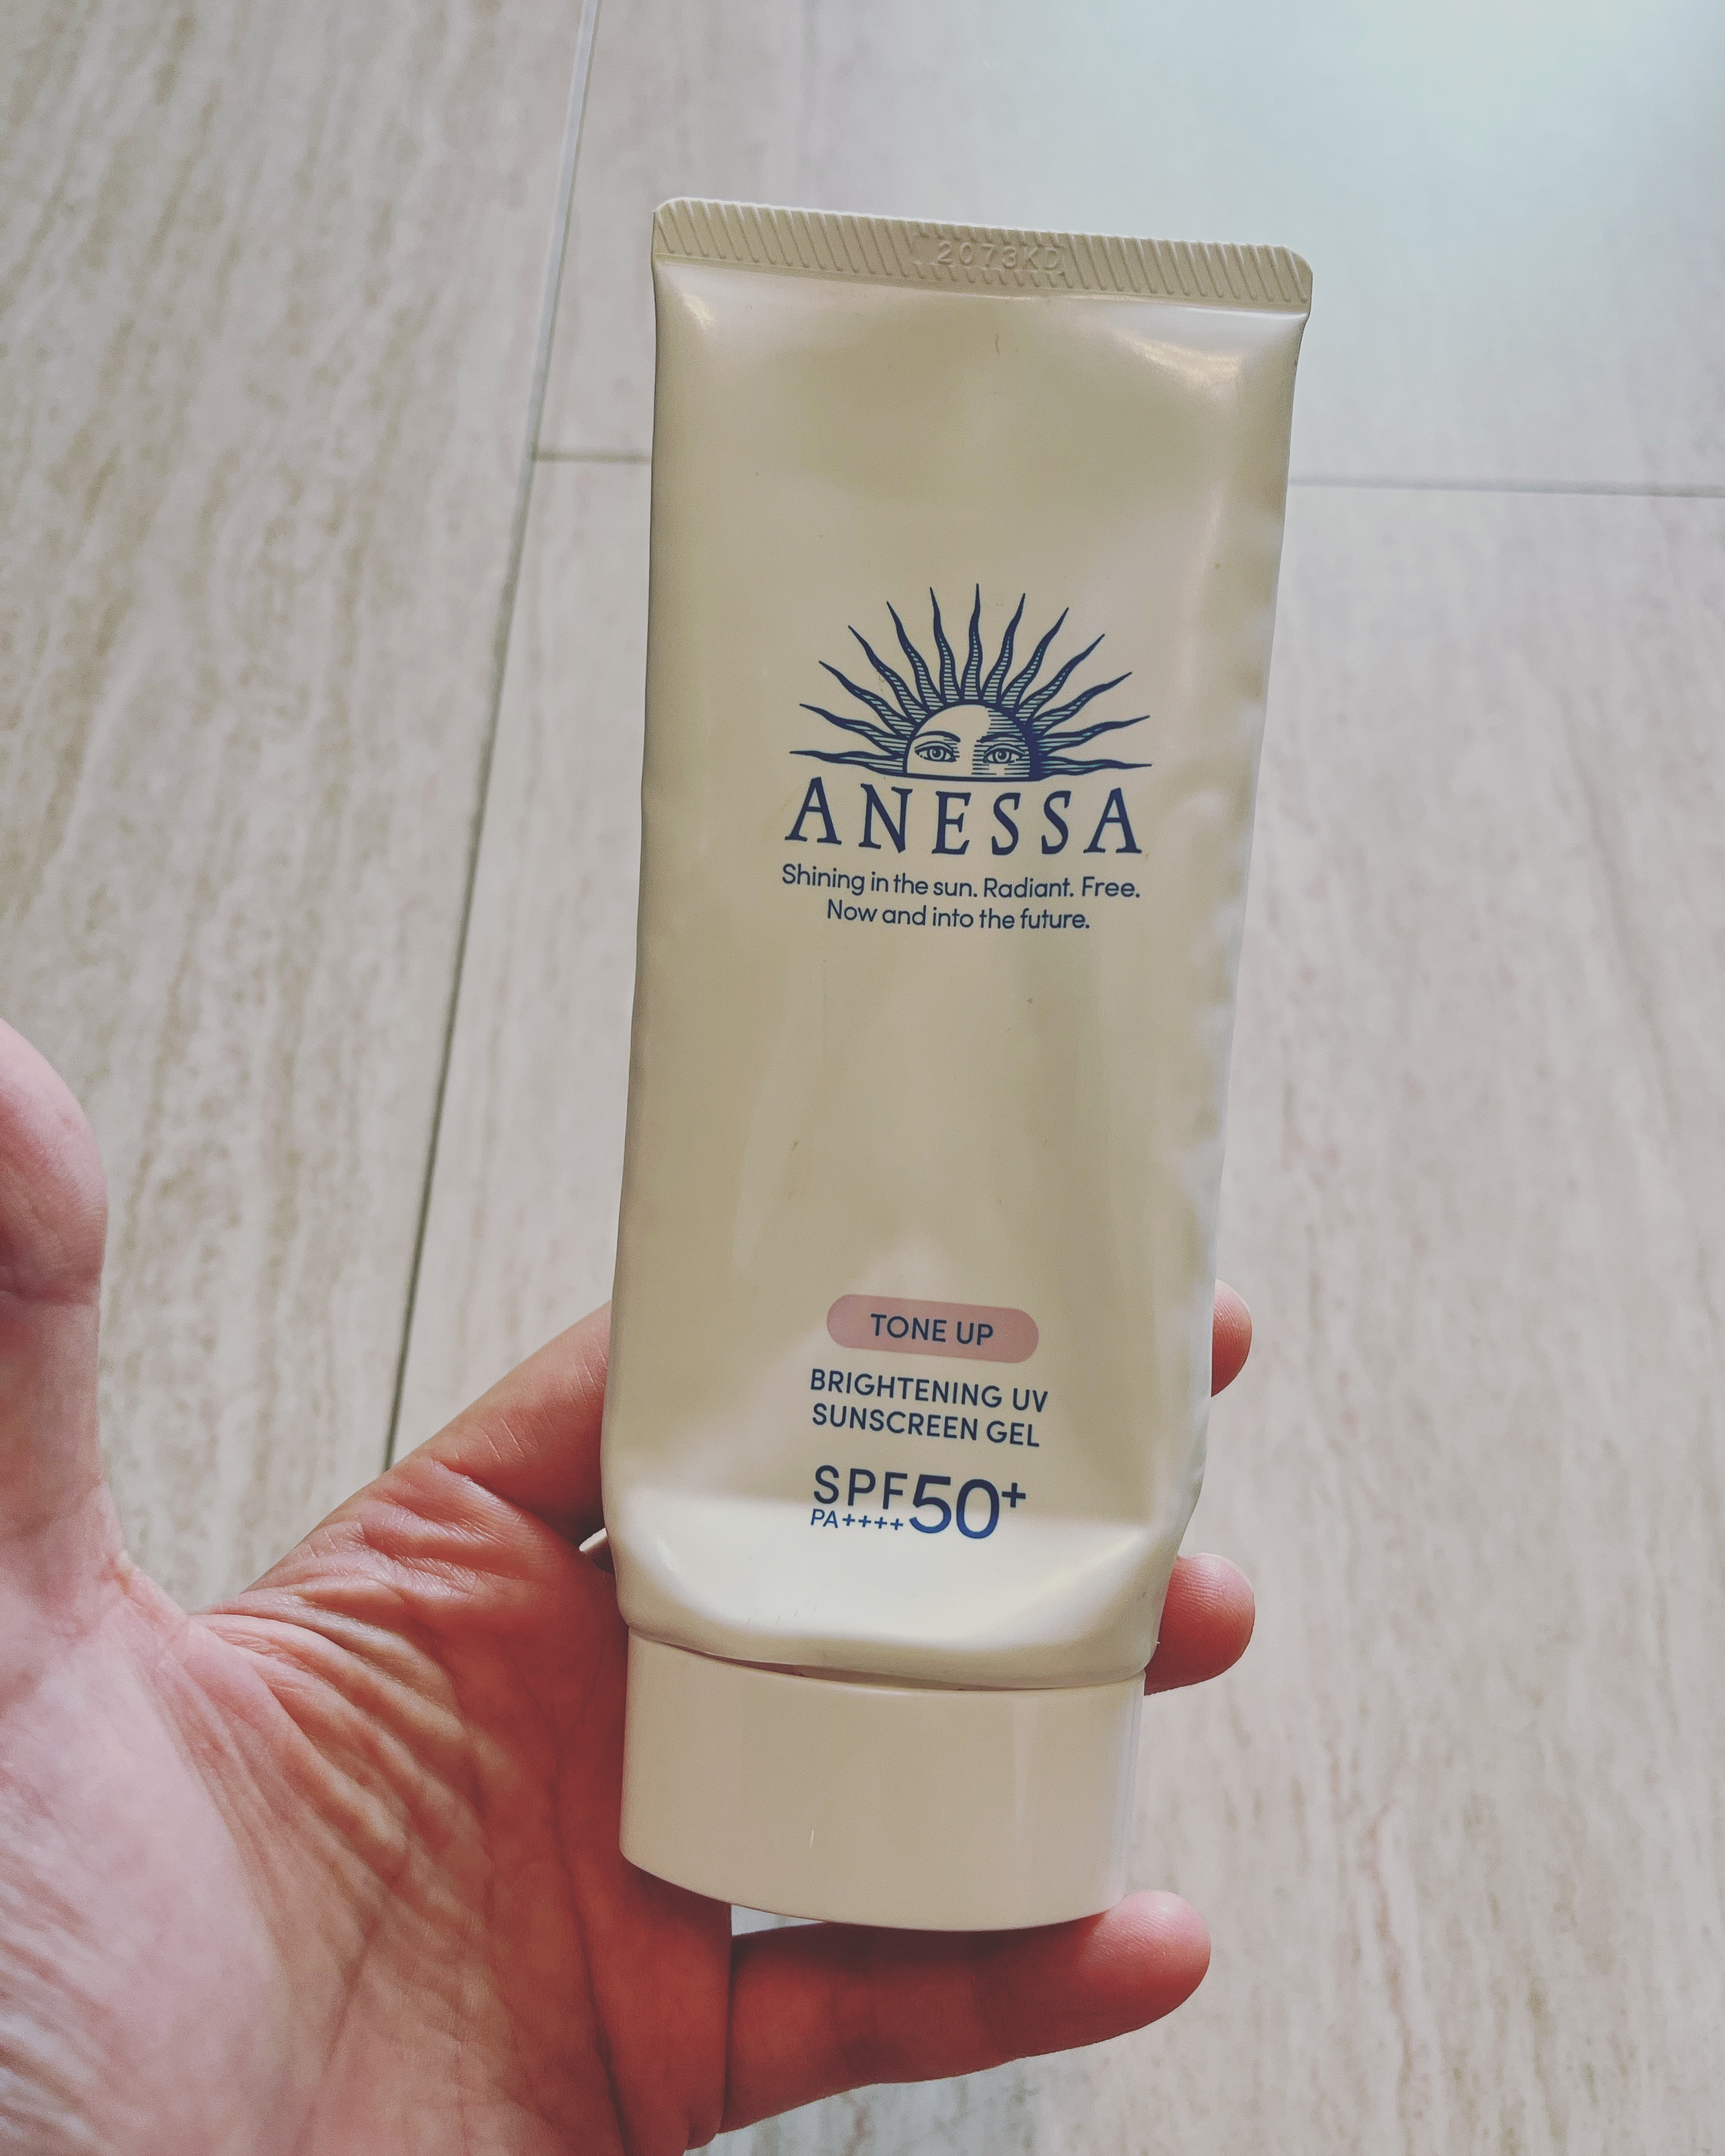 2073KD
ANESSA
Shining in the sun. Radiant. Free.
Now and into the future.
TONE UP
BRIGHTENING UV
SUNSCREEN GEL
SPF50+
PA++++